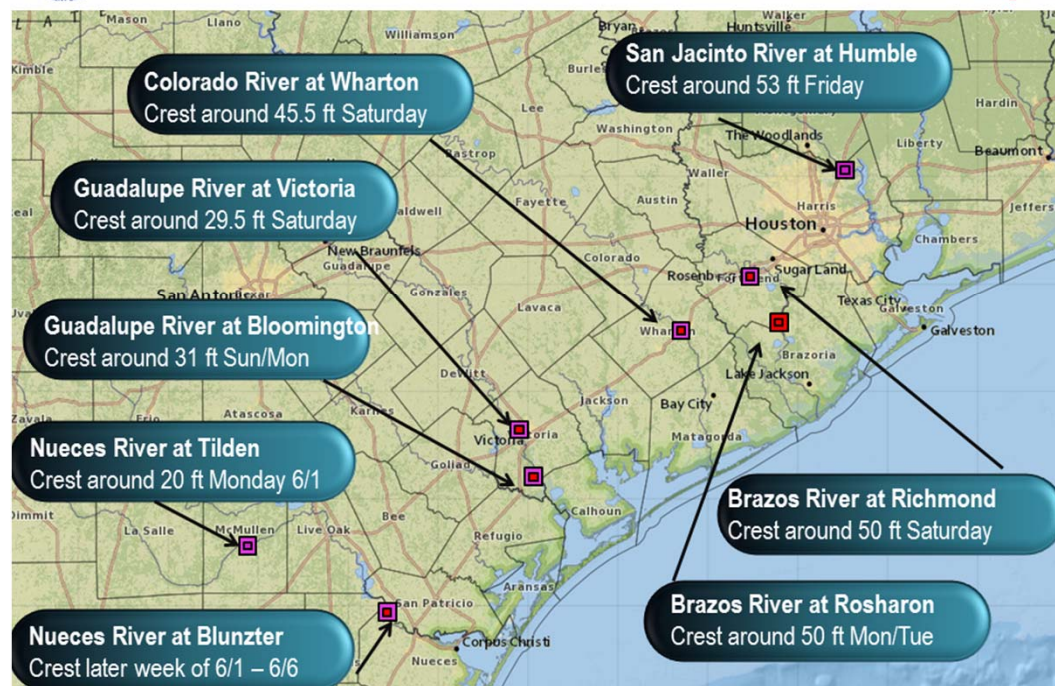 L A T E
Mason
Llano
Williamson
Bryan
Huntsville
Walker
Kimble
Colorado River at Wharton
Crest around 45.5 ft Saturday
San Jacinto River at Humble
Crest around 53 ft Friday
Lee
Washington
The Woodlands
Hardin
Liberty
Beaumont
Bastrop
Waller
Guadalupe River at Victoria
Crest around 29.5 ft Saturday
Fayette
Austin
Harris
Houston
Jeffers
Chambers
New Braunfels
Guadalupe
Colorado
Sugar Land
San Antonio
Gonzales
Lavaca
Texas City
Galveston
Galveston
Guadalupe River at Bloomington
Crest around 31 ft Sun/Mon
Brazoria
DeWitt
Lake Jackson
Zavala
Frio
Atascosa
Karnes
Jackson
Bay City
Matagorda
Nueces River at Tilden
Crest around 20 ft Monday 6/1
Victoria
Goliad
Brazos River at Richmond
Crest around 50 ft Saturday
Dimmit
La Salle
McMullen
Live Oak
Bee
Calhoun
Refugio
Aransas
Brazos River at Rosharon
Crest around 50 ft Mon/Tue
San Patricio
Nueces River at Blunzter
Crest later week of 6/1 – 6/6
Corpus Christi
Nueces